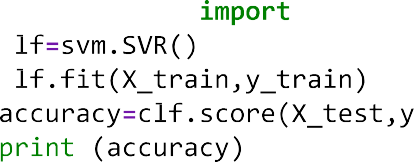 import
lf=svm.SVR()
lf.fit(X_train,y_train)
accuracy=clf.score(X_test,y
print (accuracy)